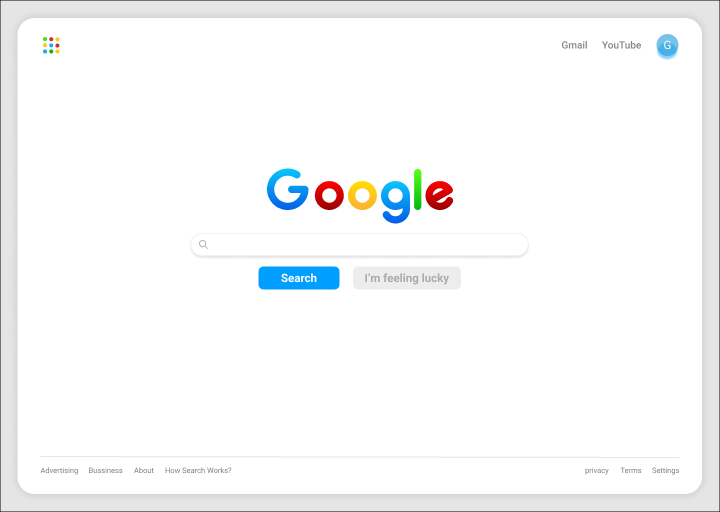 Gmail YouTube G
Google
Search I'm feeling lucky
Advertising Bussiness About How Search Works? privacy Terms Settings